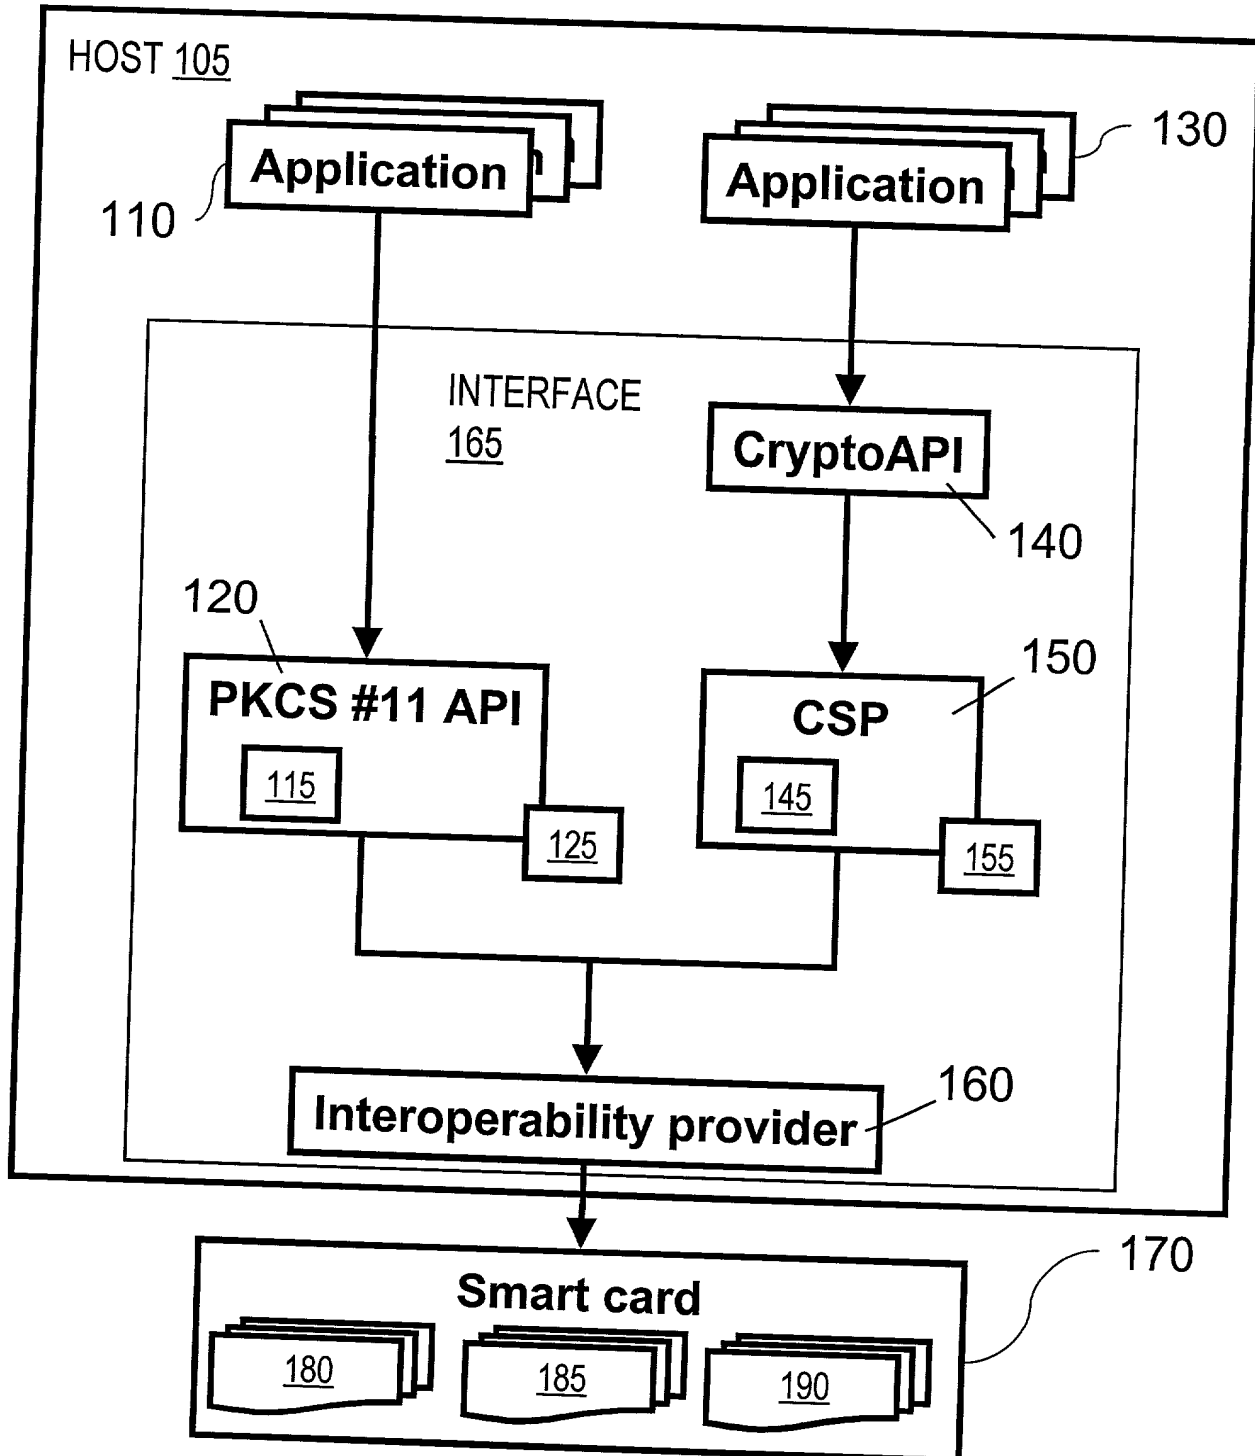 HOST 105
Application
110
Application
130
INTERFACE
165
CryptoAPI
140
120
PKCS #11 API
115
125
150
CSP
145
155
Interoperability provider
160
170
Smart card
180
185
190